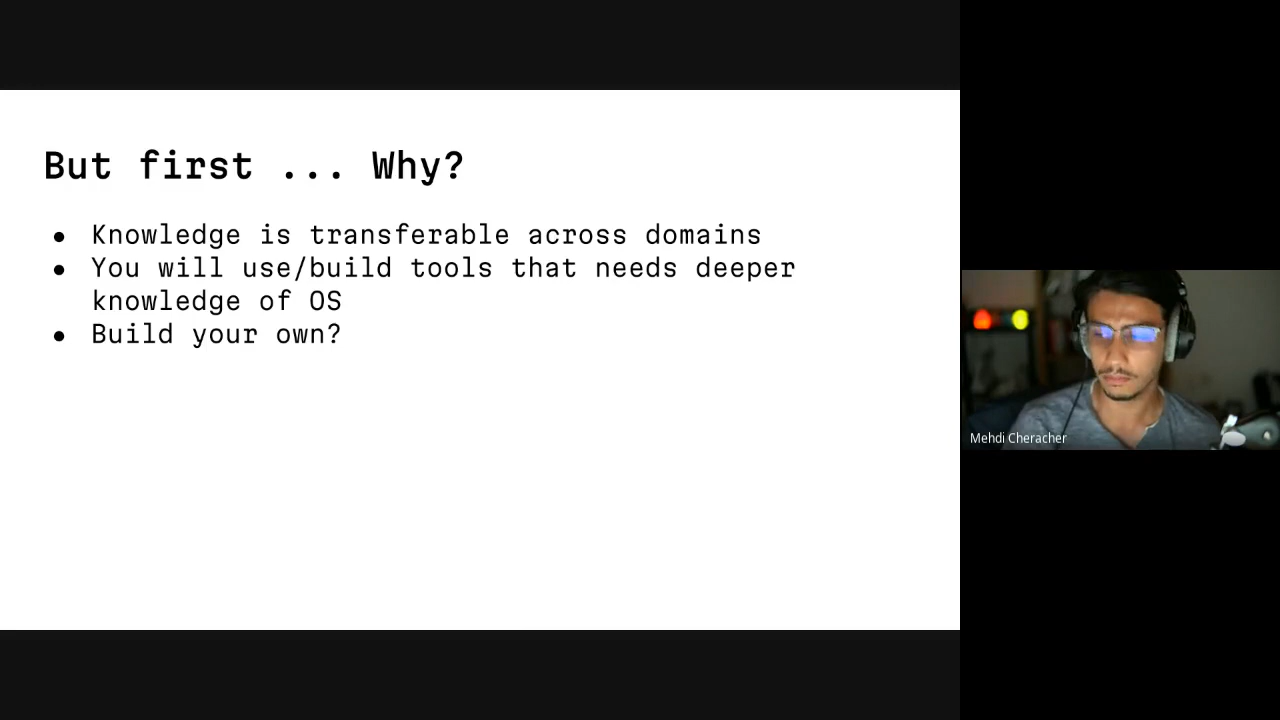 But first ... Why?
● Knowledge is transferable across domains
● You will use/build tools that needs deeper
knowledge of OS
● Build your own?
Mehdi Cheracher